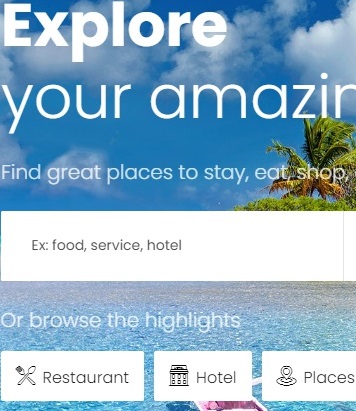 Explore
your amazin
Find great places to stay, eat, shop,
Ex: food, service, hotel
Or browse the highlights
Restaurant Hotel Places